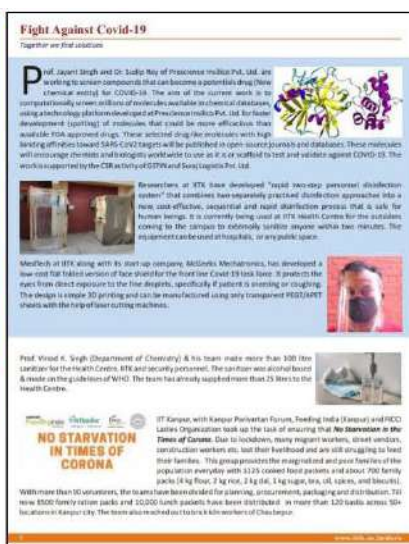 Fight Against Covid-19
Together we find solutions
Prof. Jayant Singh and Dr. Sudip Roy of Prescience Insilico Pvt. Ltd. are
working to screen compounds that can become a potentials drug (New
chemical entity) for COVID-19. The aim of the current work is to
computationally screen millions of molecules available in chemical databases,
using a technology platform developed at Prescience Insilico Pvt. Ltd. for faster
development (spotting) of molecules that could be more efficacious than
available FDA approved drugs. These selected drug-like molecules with high
binding affinities toward SARS-CoV2 targets will be published in open-source journals and databases. These molecules
will encourage chemists and biologists worldwide to use as it is or scaffold to test and validate against COVID-19. The
work is supported by the CSR activity of GSTIN and Suraj Logistix Pvt. Ltd.
Researchers at IITK have developed "rapid two-step personnel disinfection
system" that combines two separately practised disinfection approaches into a
new, cost-effective, sequential and rapid disinfection process that is safe for
human beings. It is currently being used at IITK Health Centre for the outsiders
coming to the campus to externally sanitize anyone within two minutes. The
equipment can be used at hospitals, or any public space.
MedTech at IITK along with its start-up company, McGeeks Mechatronics, has developed a
low-cost flat folded version of face shield for the front line Covid-19 task force. It protects the
eyes from direct exposure to the fine droplets, specifically if patient is sneezing or coughing.
The design is simple 3D printing and can be manufactured using only transparent PEGT/APET
sheets with the help of laser cutting machines.
Prof. Vinod K. Singh (Department of Chemistry) & his team made more than 100 litre
sanitizer for the Health Centre, IITK and security personnel. The sanitizer was alcohol based
& made on the guidelines of WHO. The team has already supplied more than 25 liters to the
Health Centre.
NO STARVATION
IN TIMES OF
CORONA
IIT Kanpur, with Kanpur Parivartan Forum, Feeding India (Kanpur) and FICCI
Ladies Organization took up the task of ensuring that No Starvation in the
Times of Corona. Due to lockdown, many migrant workers, street vendors,
construction workers etc. lost their livelihood and are still struggling to feed
their families. This group provides the marginalized and poor families of the
population everyday with 1125 cooked food packets and about 700 family
packs (4 kg flour, 2 kg rice, 2 kg dal, 1 kg sugar, tea, oil, spices, and biscuits).
With more than 90 volunteers, the teams have been divided for planning, procurement, packaging and distribution. Till
now 8500 family ration packs and 10,000 lunch packets have been distributed in more than 120 bastis across 50+
locations in Kanpur city. The team also reached out to brick kiln workers of Chaubepur.